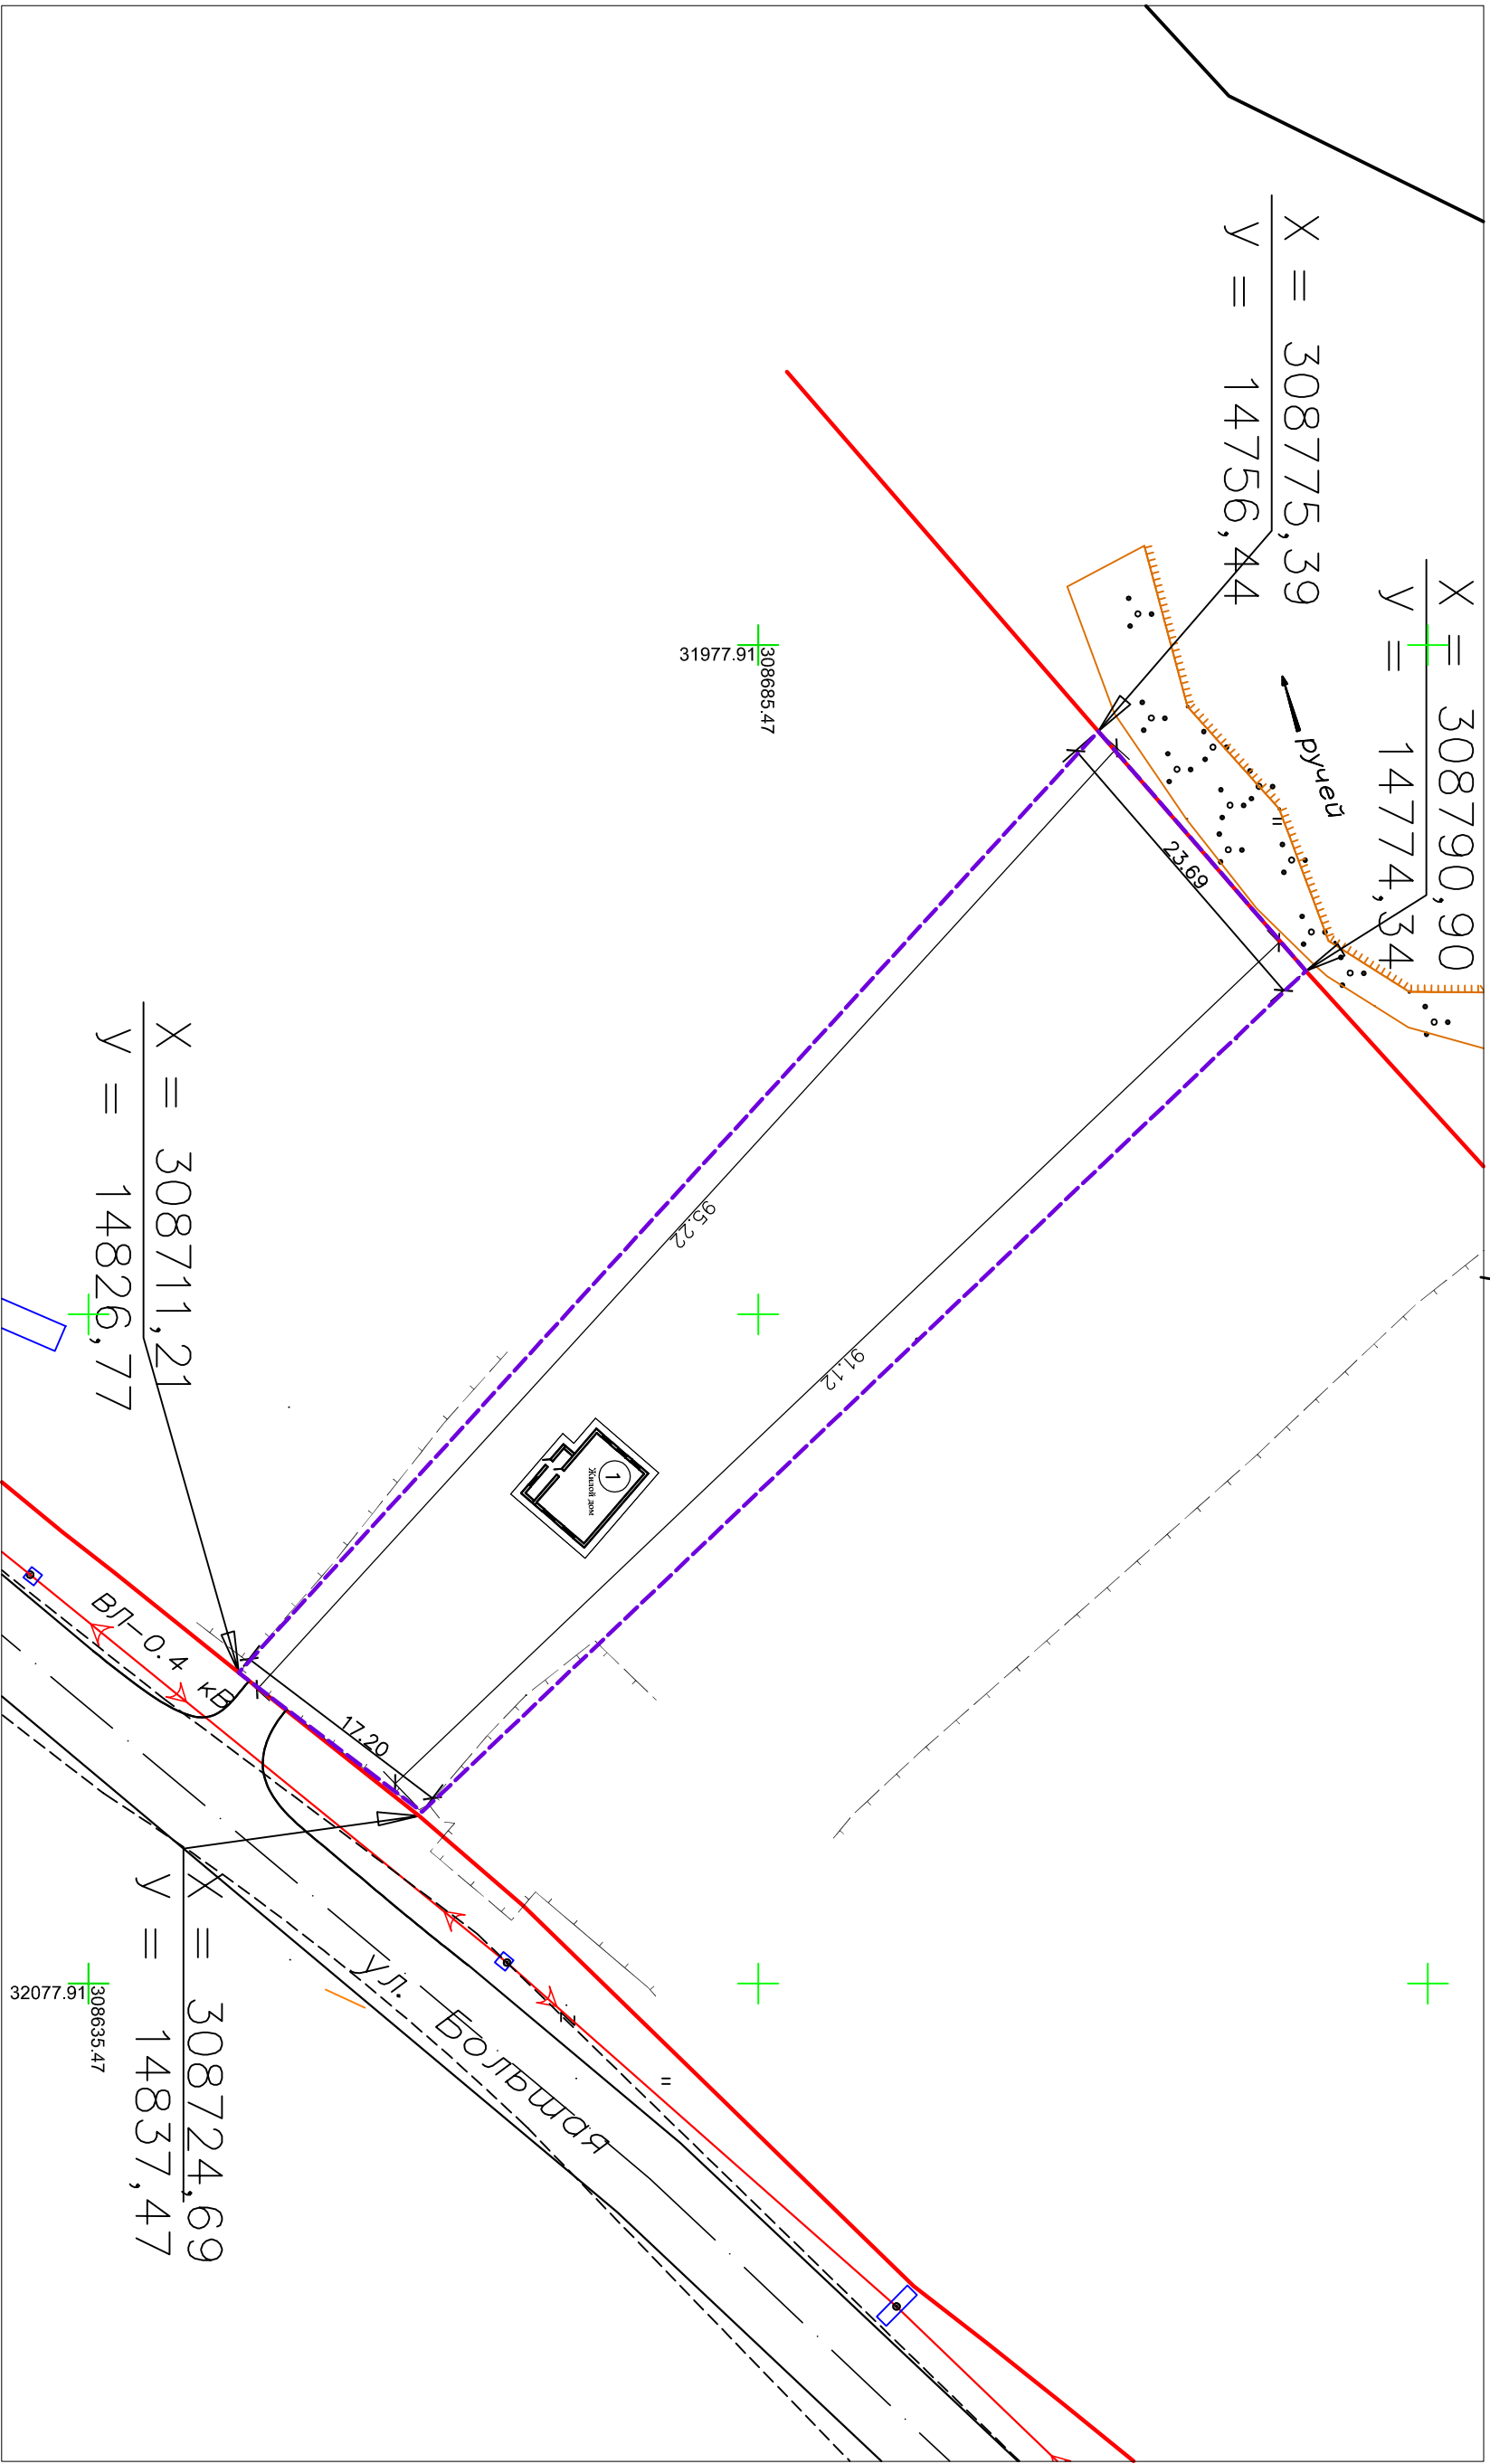 X = 308790,90
y = 14774,34
X = 308775,39
y = 14756,44
ручей
23.69
31977.91
308685.47
95.22
91.12
1
Жилой дом
X = 308711,21
y = 14826,77
ВЛ-0.4 кВ
17.20
X = 308724,69
y = 14837,47
ул. Большая
32077.91
308635.47